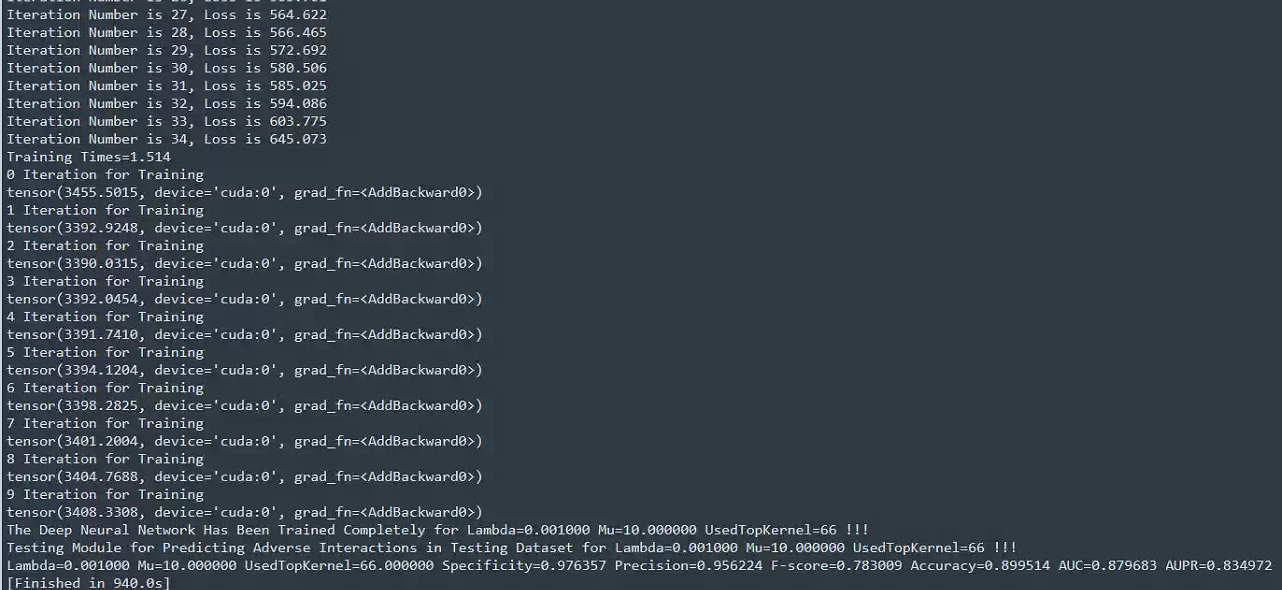 Iteration Number is 27, Loss is 564.622
Iteration Number is 28, Loss is 566.465
Iteration Number is 29, Loss is 572.692
Iteration Number is 30, Loss is 580.506
Iteration Number is 31, Loss is 585.025
Iteration Number is 32, Loss is 594.086
Iteration Number is 33, Loss is 603.775
Iteration Number is 34, Loss is 645.073
Training Times=1.514
0 Iteration for Training
tensor(3455.5015, device='cuda:0', grad_fn=<AddBackward0>)
1 Iteration for Training
tensor(3392.9248, device='cuda:0', grad_fn=<AddBackward0>)
2 Iteration for Training
tensor(3390.0315, device='cuda:0', grad_fn=<AddBackward0>)
3 Iteration for Training
tensor(3392.0454, device='cuda:0', grad_fn=<AddBackward0>)
4 Iteration for Training
tensor(3391.7410, device='cuda:0', grad_fn=<AddBackward0>)
5 Iteration for Training
tensor(3394.1204, device='cuda:0', grad_fn=<AddBackward0>)
6 Iteration for Training
tensor(3398.2825, device='cuda:0', grad_fn=<AddBackward0>)
7 Iteration for Training
tensor(3401.2004, device='cuda:0', grad_fn=<AddBackward0>)
8 Iteration for Training
tensor(3404.7688, device='cuda:0', grad_fn=<AddBackward0>)
9 Iteration for Training
tensor(3408.3308, device='cuda:0', grad_fn=<AddBackward0>)
The Deep Neural Network Has Been Trained Completely for Lambda=0.001000 Mu=10.000000 UsedTopKernel=66 !!!
Testing Module for Predicting Adverse Interactions in Testing Dataset for Lambda=0.001000 Mu=10.000000 UsedTopKernel=66 !!!
Lambda=0.001000 Mu=10.000000 UsedTopKernel=66.000000 Specificity=0.976357 Precision=0.956224 F-score=0.783009 Accuracy=0.899514 AUC=0.879683 AUPR=0.834972
[Finished in 940.0s]